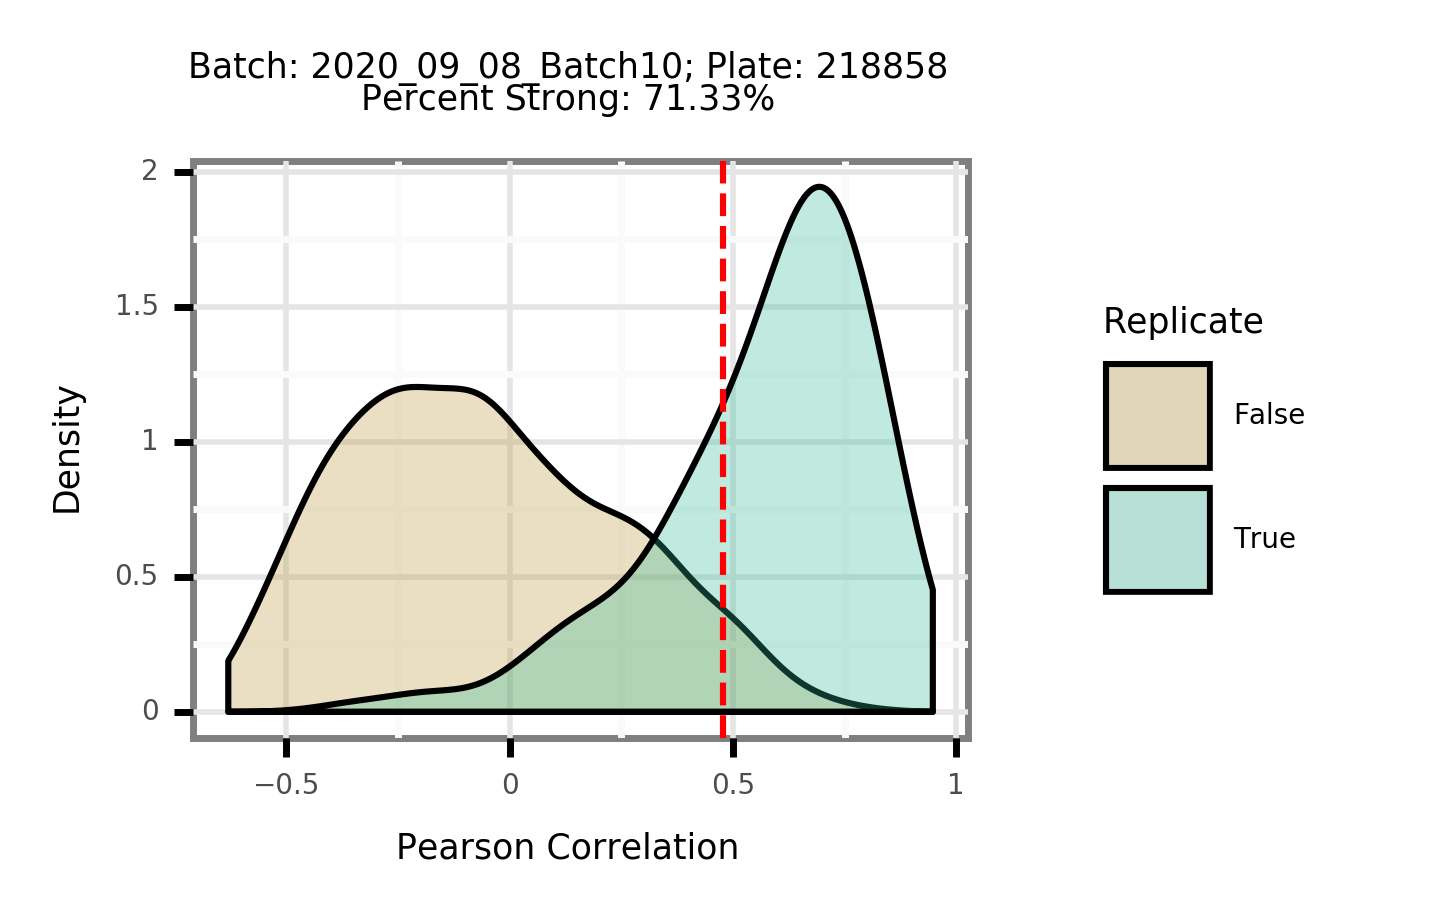 Batch: 2020_09_08_Batch10; Plate: 218858
Percent Strong: 71.33%
2
1.5
1
0.5
0
Density
−0.5
0
0.5
1
Pearson Correlation
Replicate
False
True